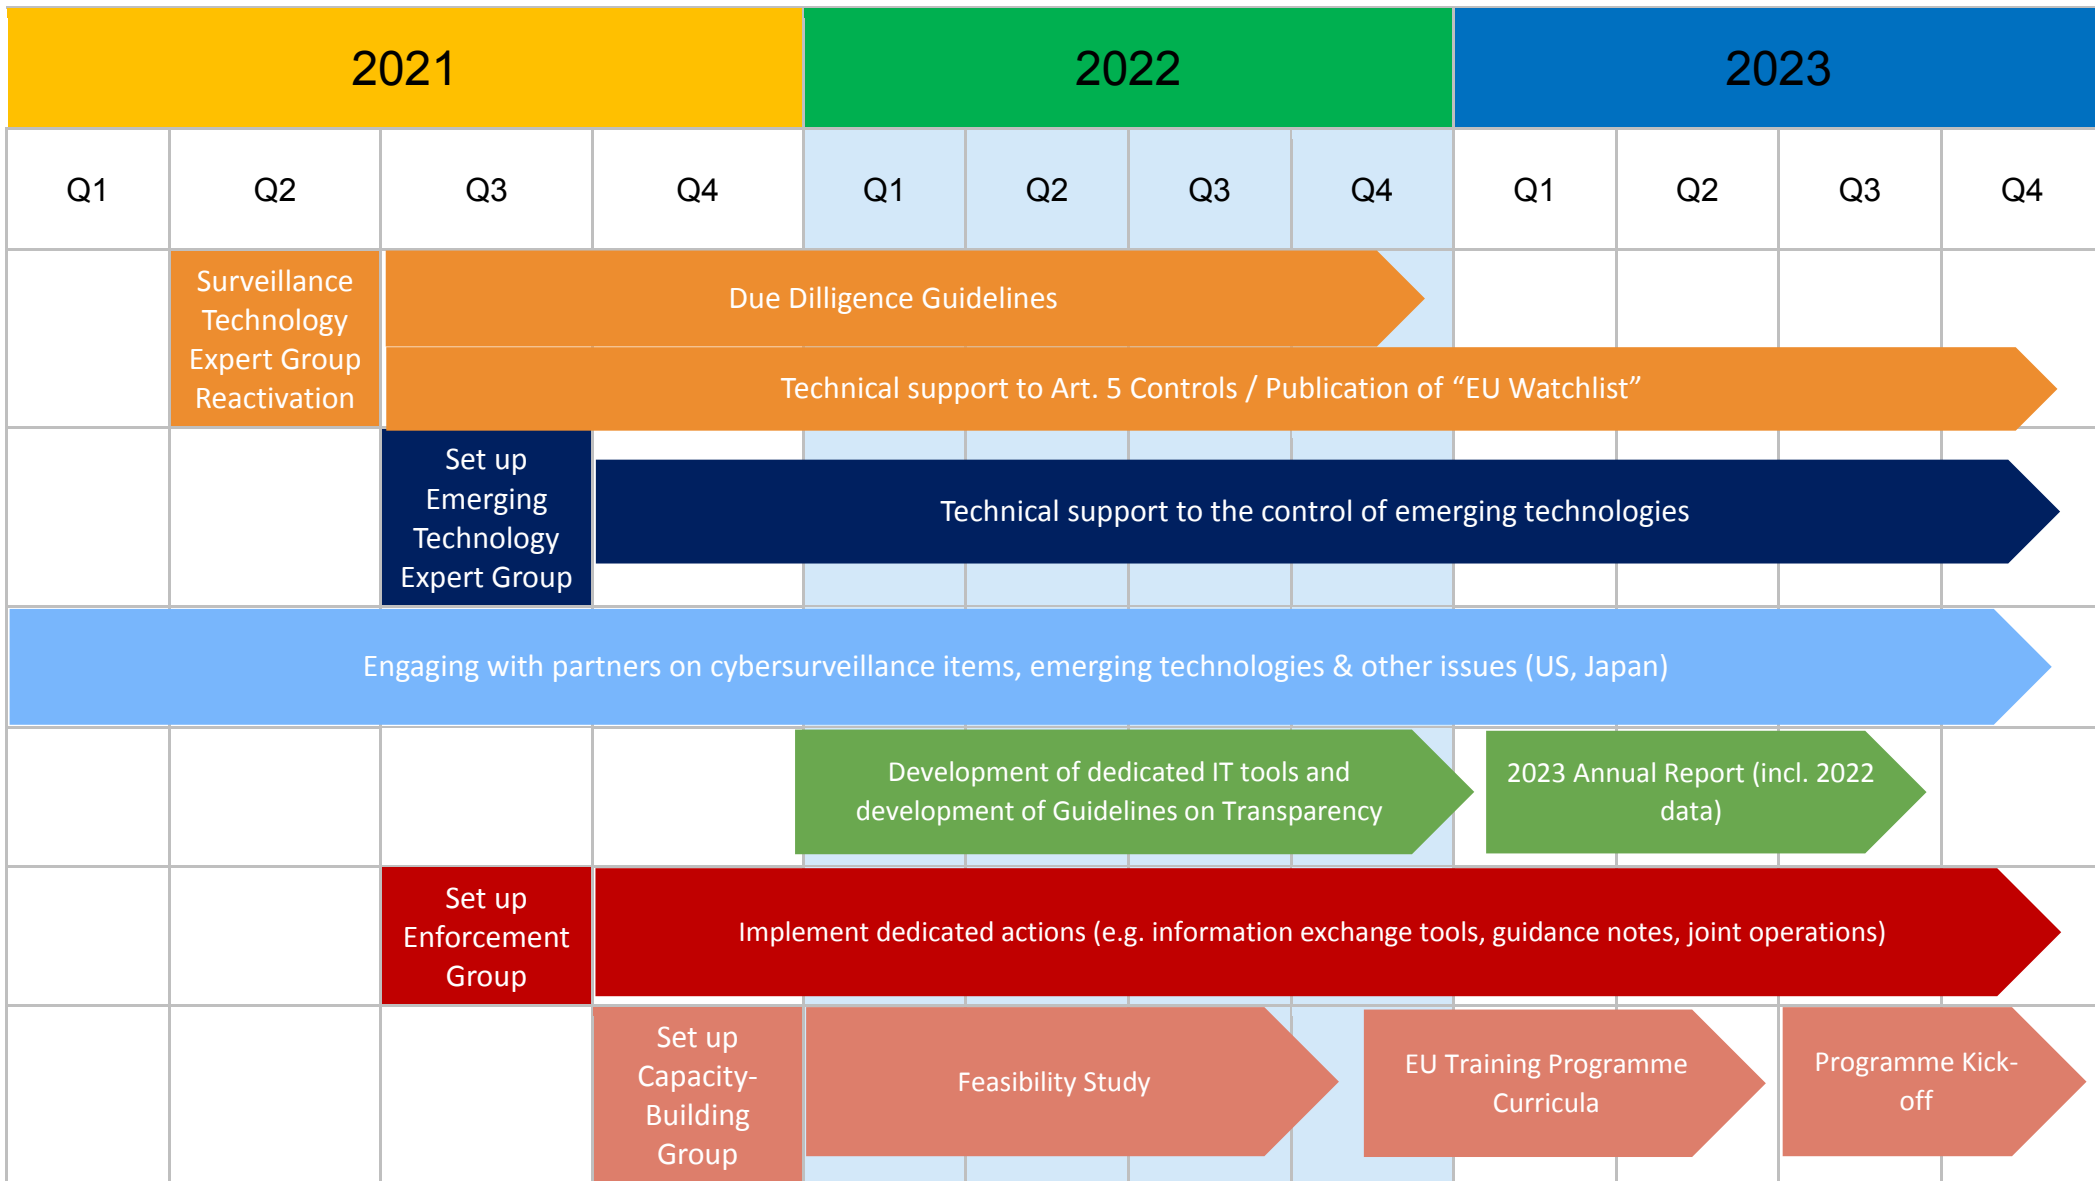 2021
2022
2023
Q1
Q2
Q3
Q4
Q1
Q2
Q3
Q4
Q1
Q2
Q3
Q4
Surveillance
Technology
Expert Group
Reactivation
Due Dilligence Guidelines
Technical support to Art. 5 Controls / Publication of “EU Watchlist”
Set up
Emerging
Technology
Expert Group
Technical support to the control of emerging technologies
Engaging with partners on cybersurveillance items, emerging technologies & other issues (US, Japan)
Development of dedicated IT tools and
development of Guidelines on Transparency
2023 Annual Report (incl. 2022
data)
Set up
Enforcement
Group
Implement dedicated actions (e.g. information exchange tools, guidance notes, joint operations)
Set up
Capacity-
Building
Group
Feasibility Study
EU Training Programme
Curricula
Programme Kick-
off